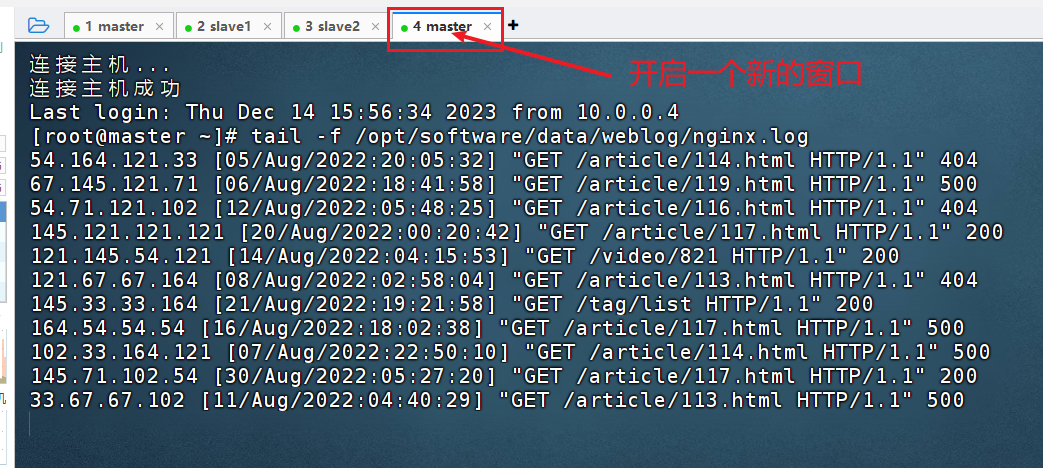 1 master × 2 slave1 × 3 slave2 × 4 master × +
连接主机...
开启一个新的窗口
连接主机成功
Last login: Thu Dec 14 15:56:34 2023 from 10.0.0.4
[root@master ~]# tail -f /opt/software/data/weblog/nginx.log
54.164.121.33 [05/Aug/2022:20:05:32] "GET /article/114.html HTTP/1.1" 404
67.145.121.71 [06/Aug/2022:18:41:58] "GET /article/119.html HTTP/1.1" 500
54.71.121.102 [12/Aug/2022:05:48:25] "GET /article/116.html HTTP/1.1" 404
145.121.121.121 [20/Aug/2022:00:20:42] "GET /article/117.html HTTP/1.1" 200
121.145.54.121 [14/Aug/2022:04:15:53] "GET /video/821 HTTP/1.1" 200
121.67.67.164 [08/Aug/2022:02:58:04] "GET /article/113.html HTTP/1.1" 404
145.33.33.164 [21/Aug/2022:19:21:58] "GET /tag/list HTTP/1.1" 200
164.54.54.54 [16/Aug/2022:18:02:38] "GET /article/117.html HTTP/1.1" 500
102.33.164.121 [07/Aug/2022:22:50:10] "GET /article/114.html HTTP/1.1" 500
145.71.102.54 [30/Aug/2022:05:27:20] "GET /article/117.html HTTP/1.1" 200
33.67.67.102 [11/Aug/2022:04:40:29] "GET /article/113.html HTTP/1.1" 500